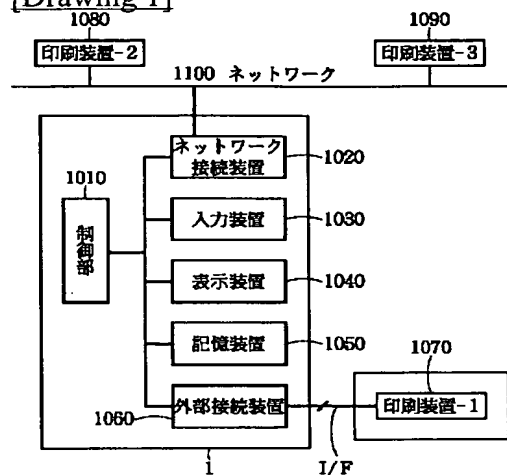 [Drawing 1]
1080
1090
印刷装置-2
印刷装置-3
1100 ネットワーク
ネットワーク
接続装置
1020
1010
制御部
入力装置
1030
表示装置
1040
記憶装置
1050
1070
1060
外部接続装置
印刷装置-1
1
I/F